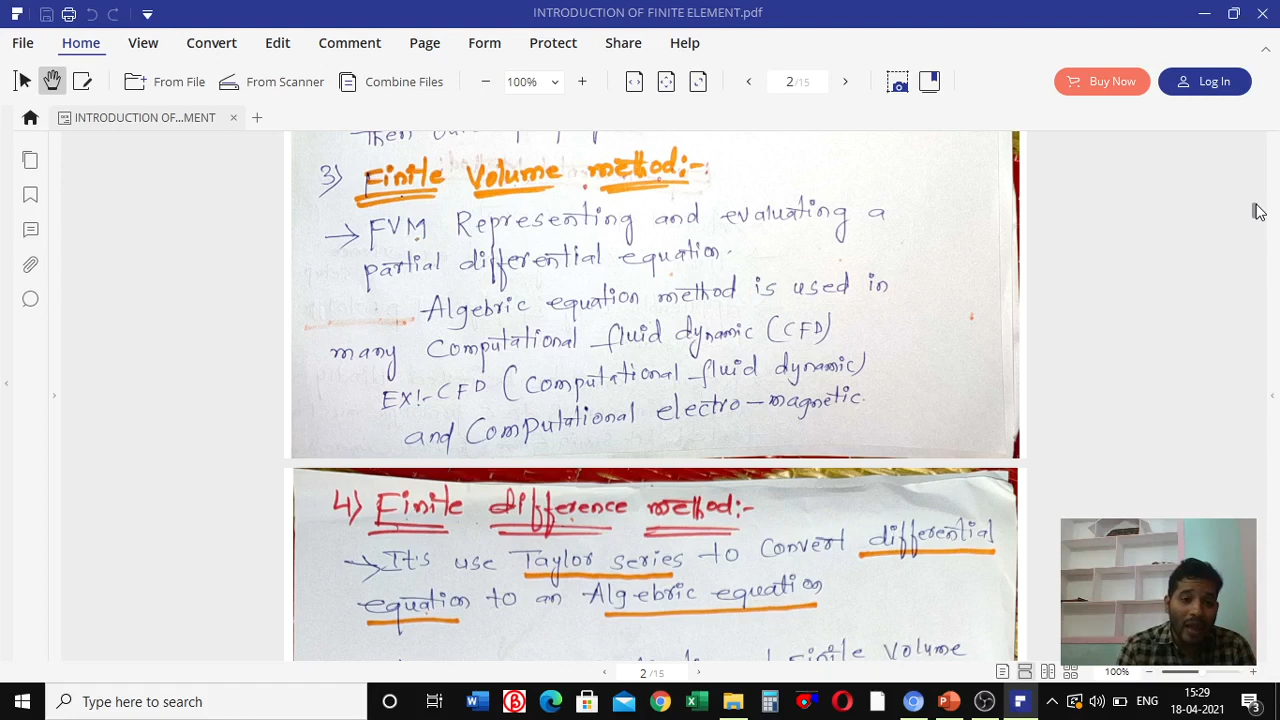 INTRODUCTION OF FINITE ELEMENT.pdf
File Home View Convert Edit Comment Page Form Protect Share Help
From File From Scanner Combine Files 100% 2/15 Buy Now Log In
INTRODUCTION OF...MENT
3) Finite Volume method:-
→ FVM Representing and evaluating a
partial differential equation.
Algebric equation method is used in
many Computational fluid dynamic (CFD)
EX:- CFD (Computational fluid dynamic)
and Computational electro-magnetic.
4) Finite difference method:-
→ It's use Taylor series to convert differential
equation to an Algebric equation
Finite Volume
2/15 100%
Type here to search
ENG 15:29
18-04-2021
3